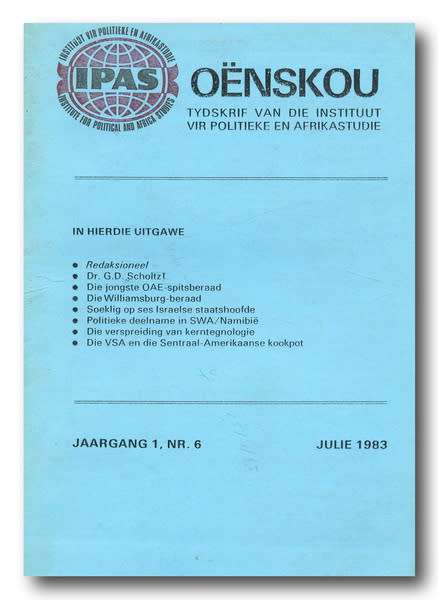 INSTITUUT VIR POLITIEKE EN AFRIKASTUDIE
IPAS
INSTITUTE FOR POLITICAL AND AFRICA STUDIES
OËNSKOU
TYDSKRIF VAN DIE INSTITUUT
VIR POLITIEKE EN AFRIKASTUDIE
IN HIERDIE UITGAWE
Redaksioneel
Dr. G.D. Scholtz†
Die jongste OAE-spitsberaad
Die Williamsburg-beraad
Soeklig op ses Israelse staatshoofde
Politieke deelname in SWA/Namibië
Die verspreiding van kerntegnologie
Die VSA en die Sentraal-Amerikaanse kookpot
JAARGANG 1, NR. 6
JULIE 1983